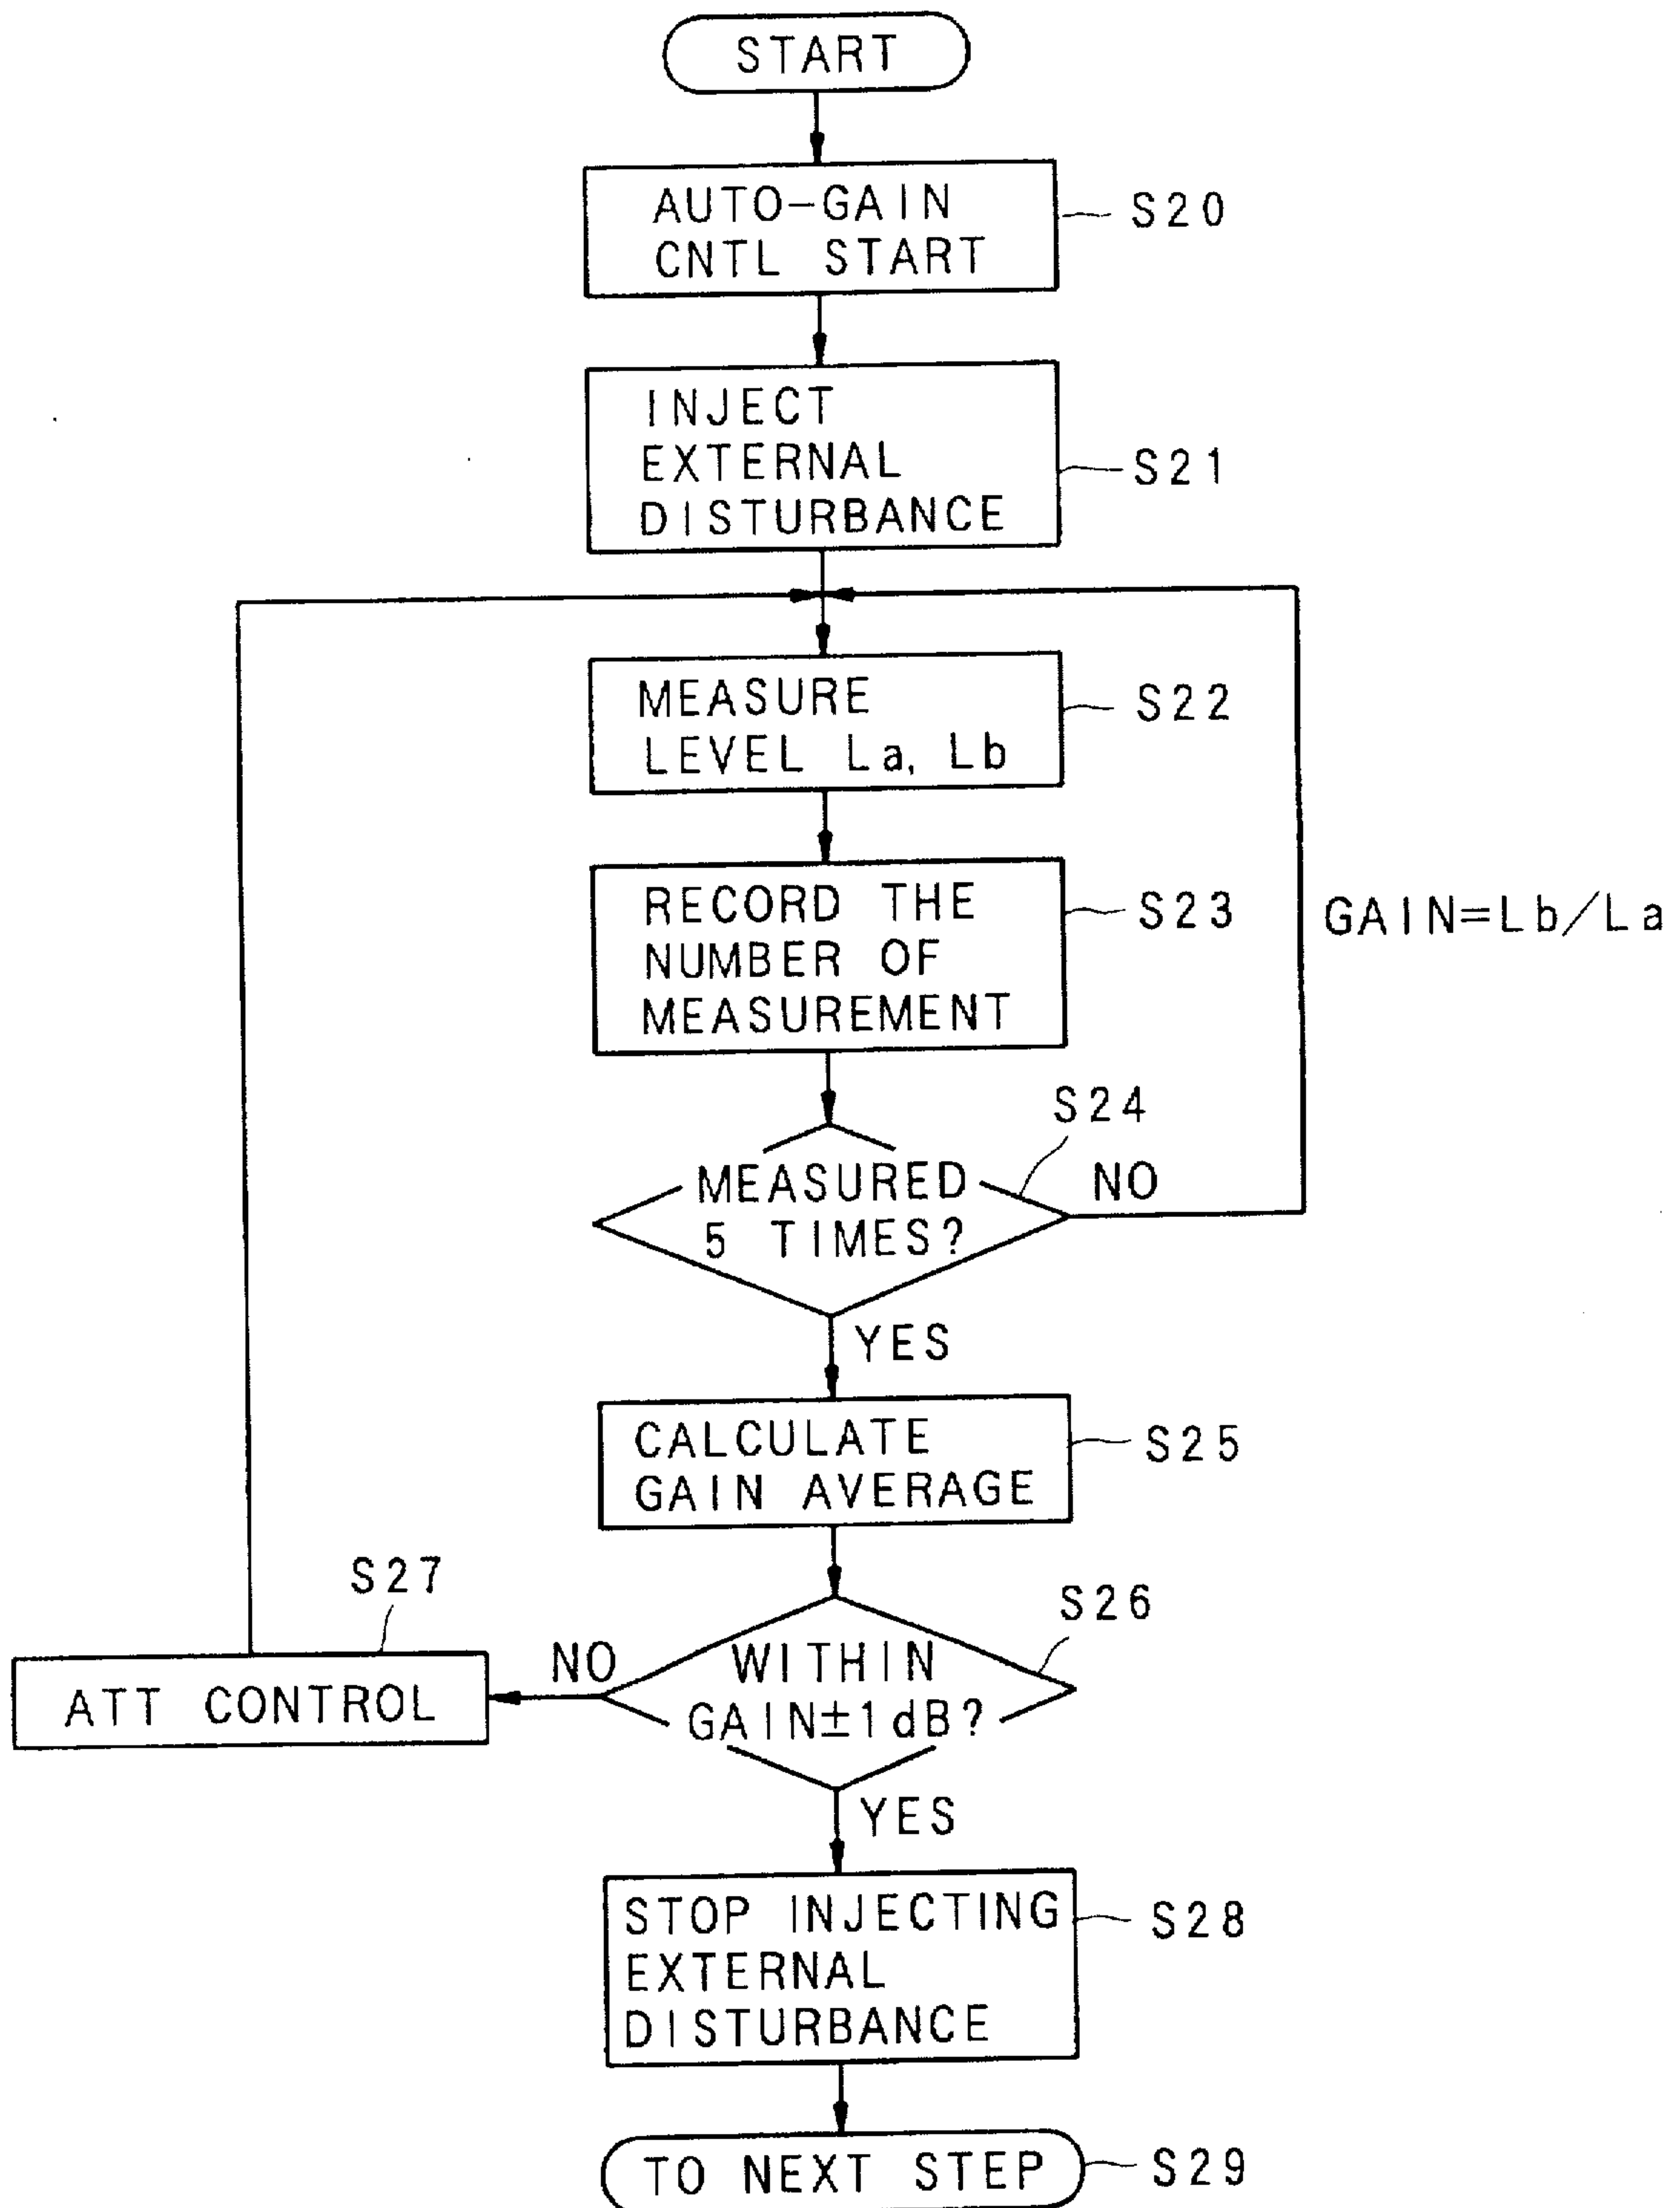 START
AUTO-GAIN
CNTL START
S20
INJECT
EXTERNAL
DISTURBANCE
S21
MEASURE
LEVEL La, Lb
S22
RECORD THE
NUMBER OF
MEASUREMENT
S23
GAIN=Lb/La
S24
MEASURED
5 TIMES?
NO
YES
CALCULATE
GAIN AVERAGE
S25
S27
S26
ATT CONTROL
NO
WITHIN
GAIN±1dB?
YES
STOP INJECTING
EXTERNAL
DISTURBANCE
S28
TO NEXT STEP
S29